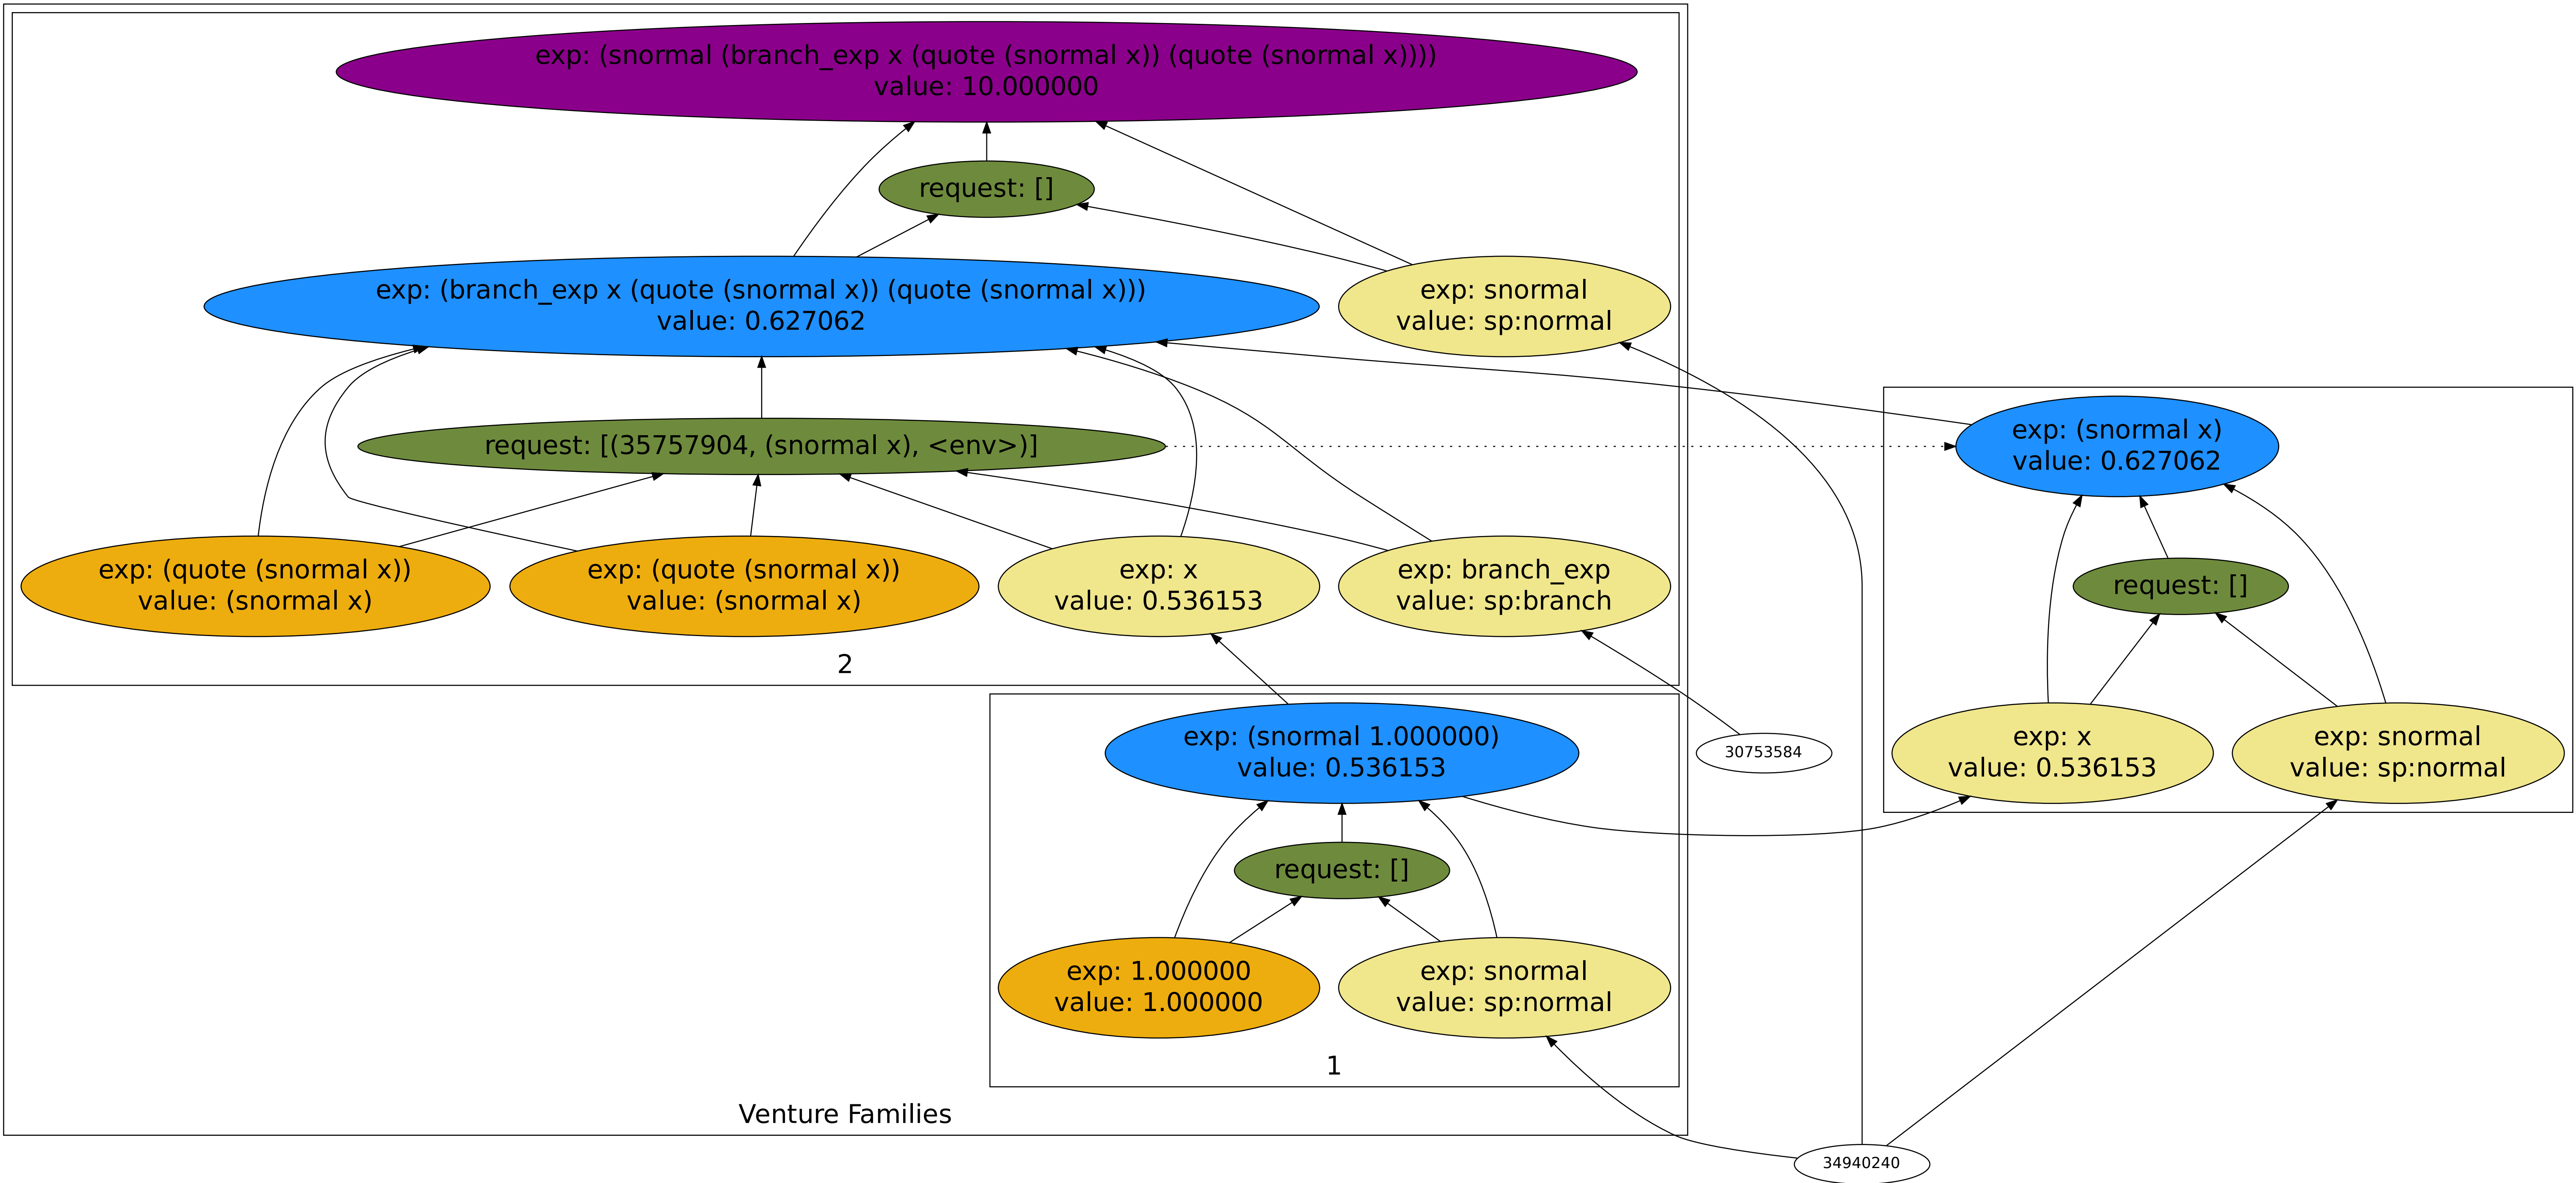 exp: (snormal (branch_exp x (quote (snormal x)) (quote (snormal x))))
value: 10.000000
request: []
exp: (branch_exp x (quote (snormal x)) (quote (snormal x)))
value: 0.627062
exp: snormal
value: sp:normal
request: [(35757904, (snormal x), <env>)]
exp: (snormal x)
value: 0.627062
exp: (quote (snormal x))
value: (snormal x)
exp: (quote (snormal x))
value: (snormal x)
exp: x
value: 0.536153
exp: branch_exp
value: sp:branch
request: []
2
exp: (snormal 1.000000)
value: 0.536153
30753584
exp: x
value: 0.536153
exp: snormal
value: sp:normal
request: []
exp: 1.000000
value: 1.000000
exp: snormal
value: sp:normal
1
Venture Families
34940240